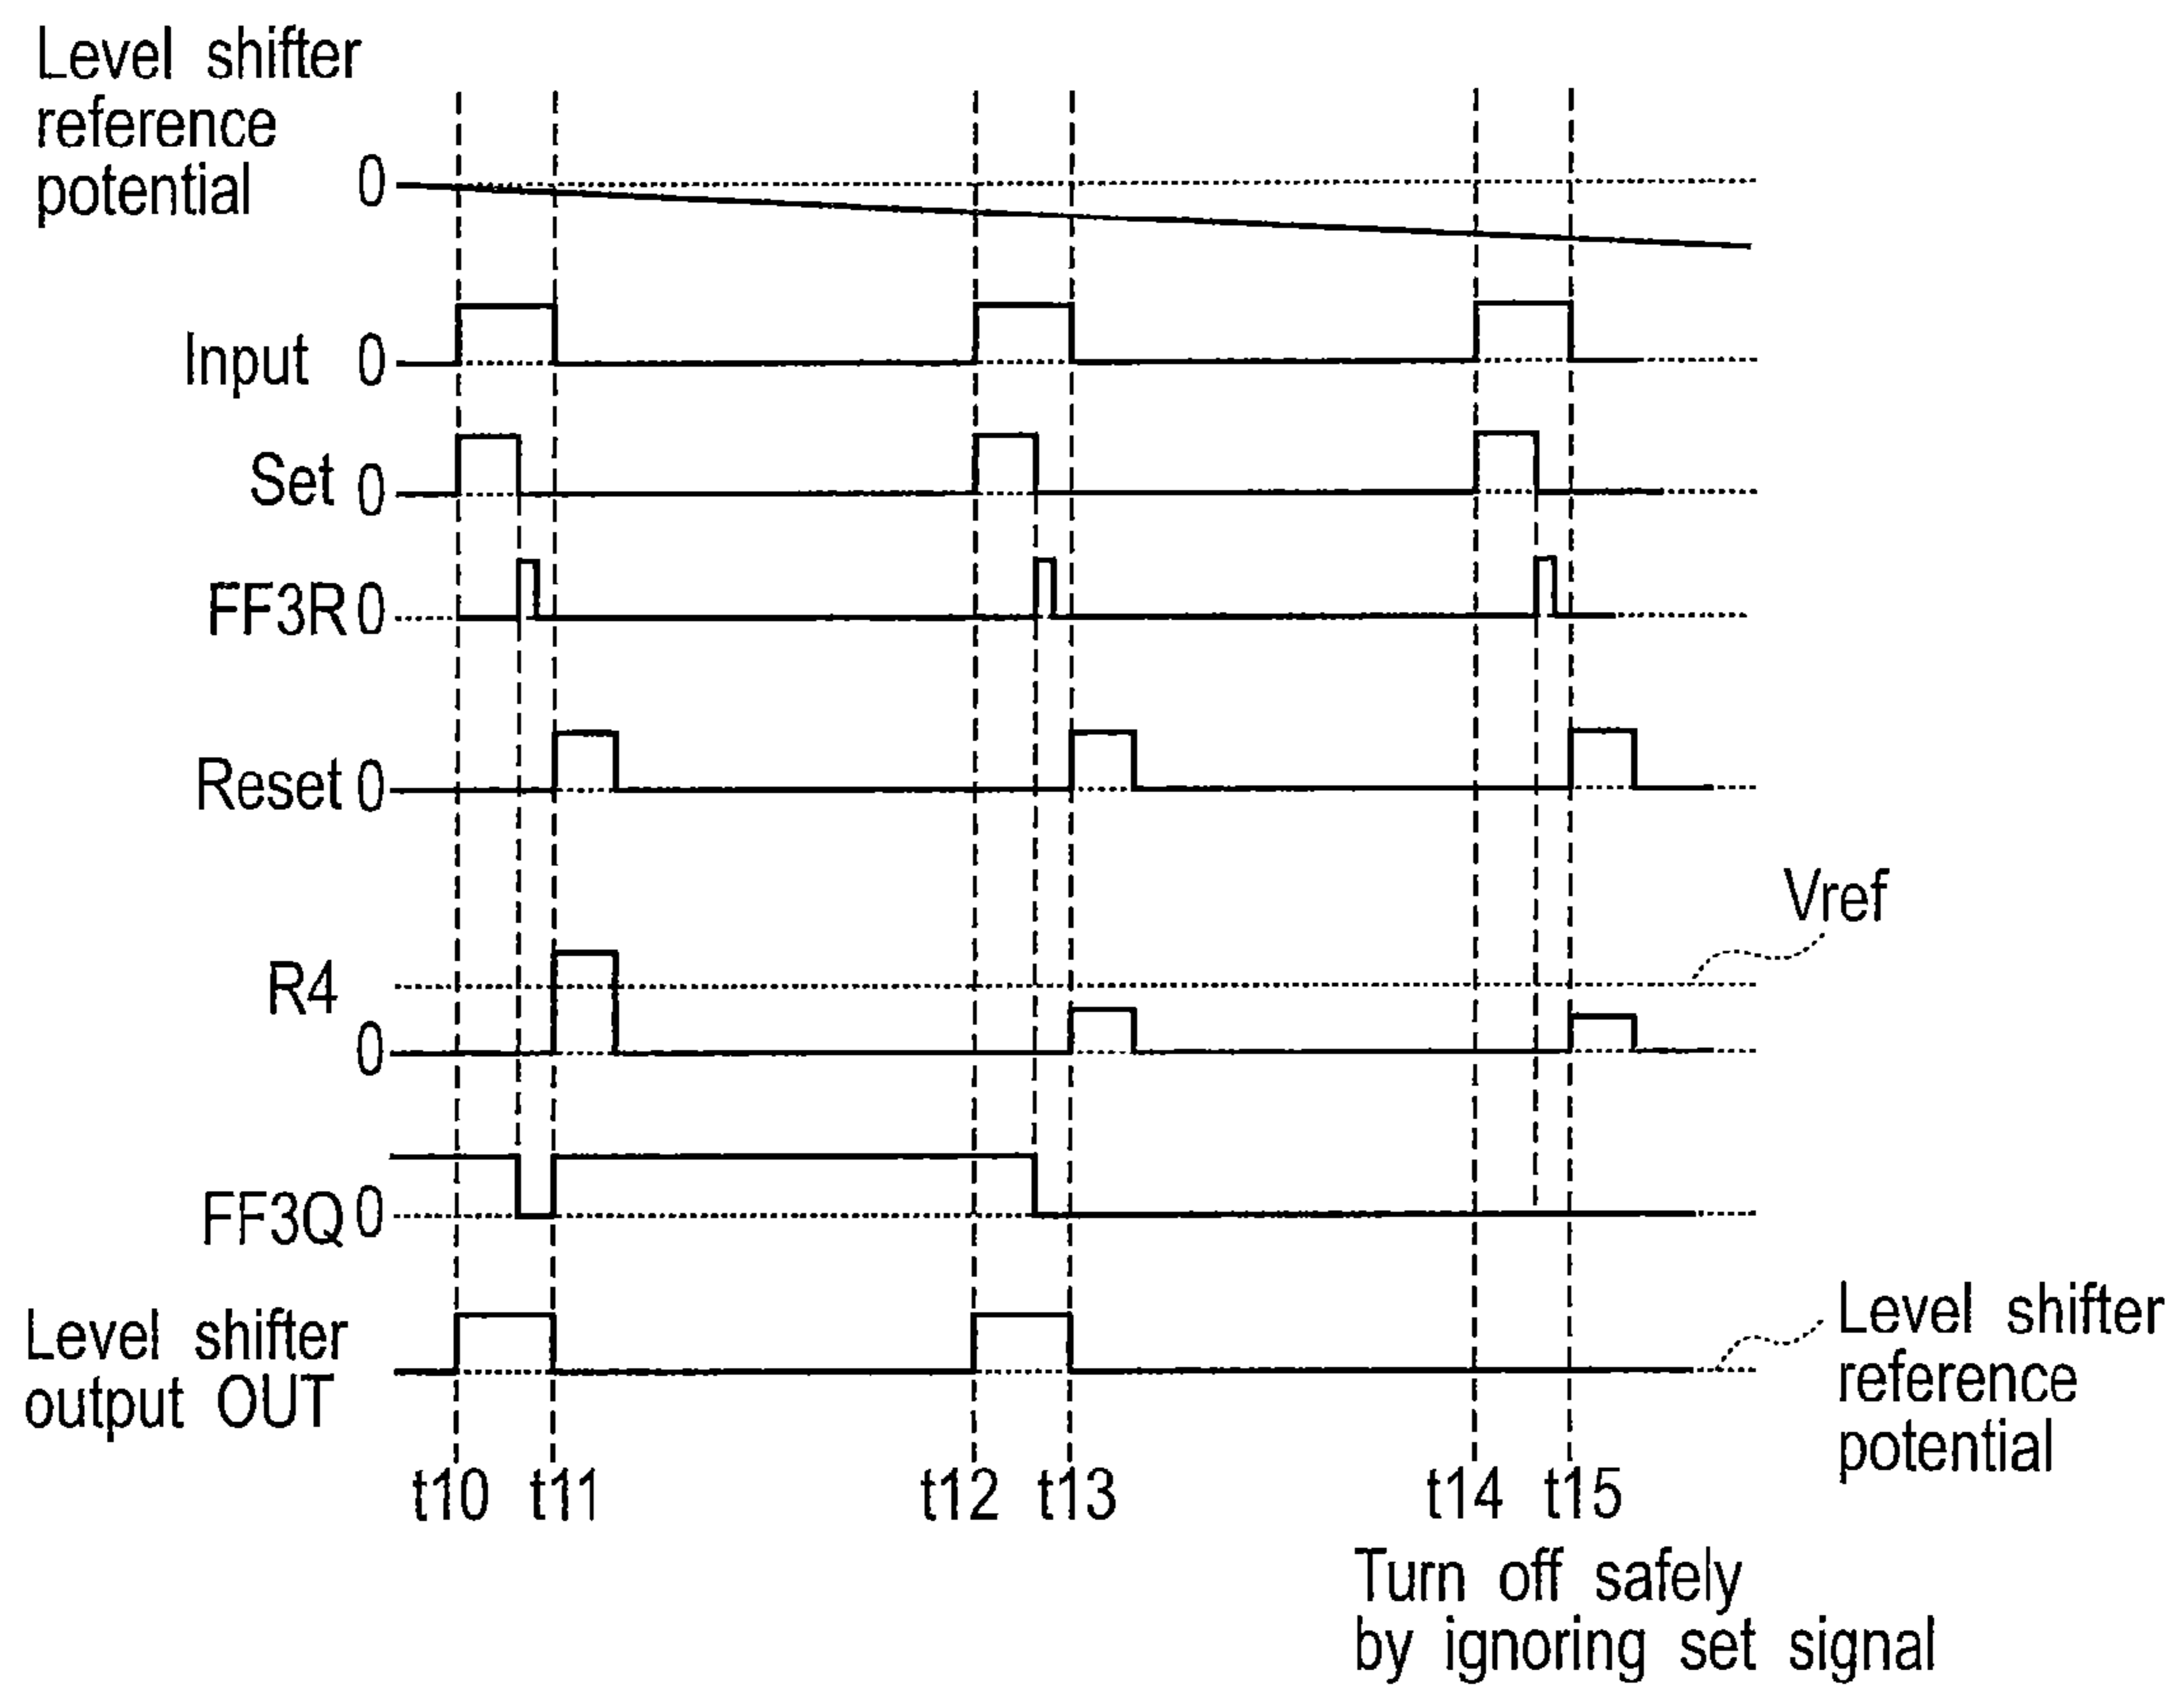 Level shifter
reference
potential
0
Input 0
Set 0
FF3R 0
Reset 0
Vref
R4
0
FF3Q 0
Level shifter
output OUT
Level shifter
reference
potential
t10 t11 t12 t13 t14 t15
Turn off safely
by ignoring set signal